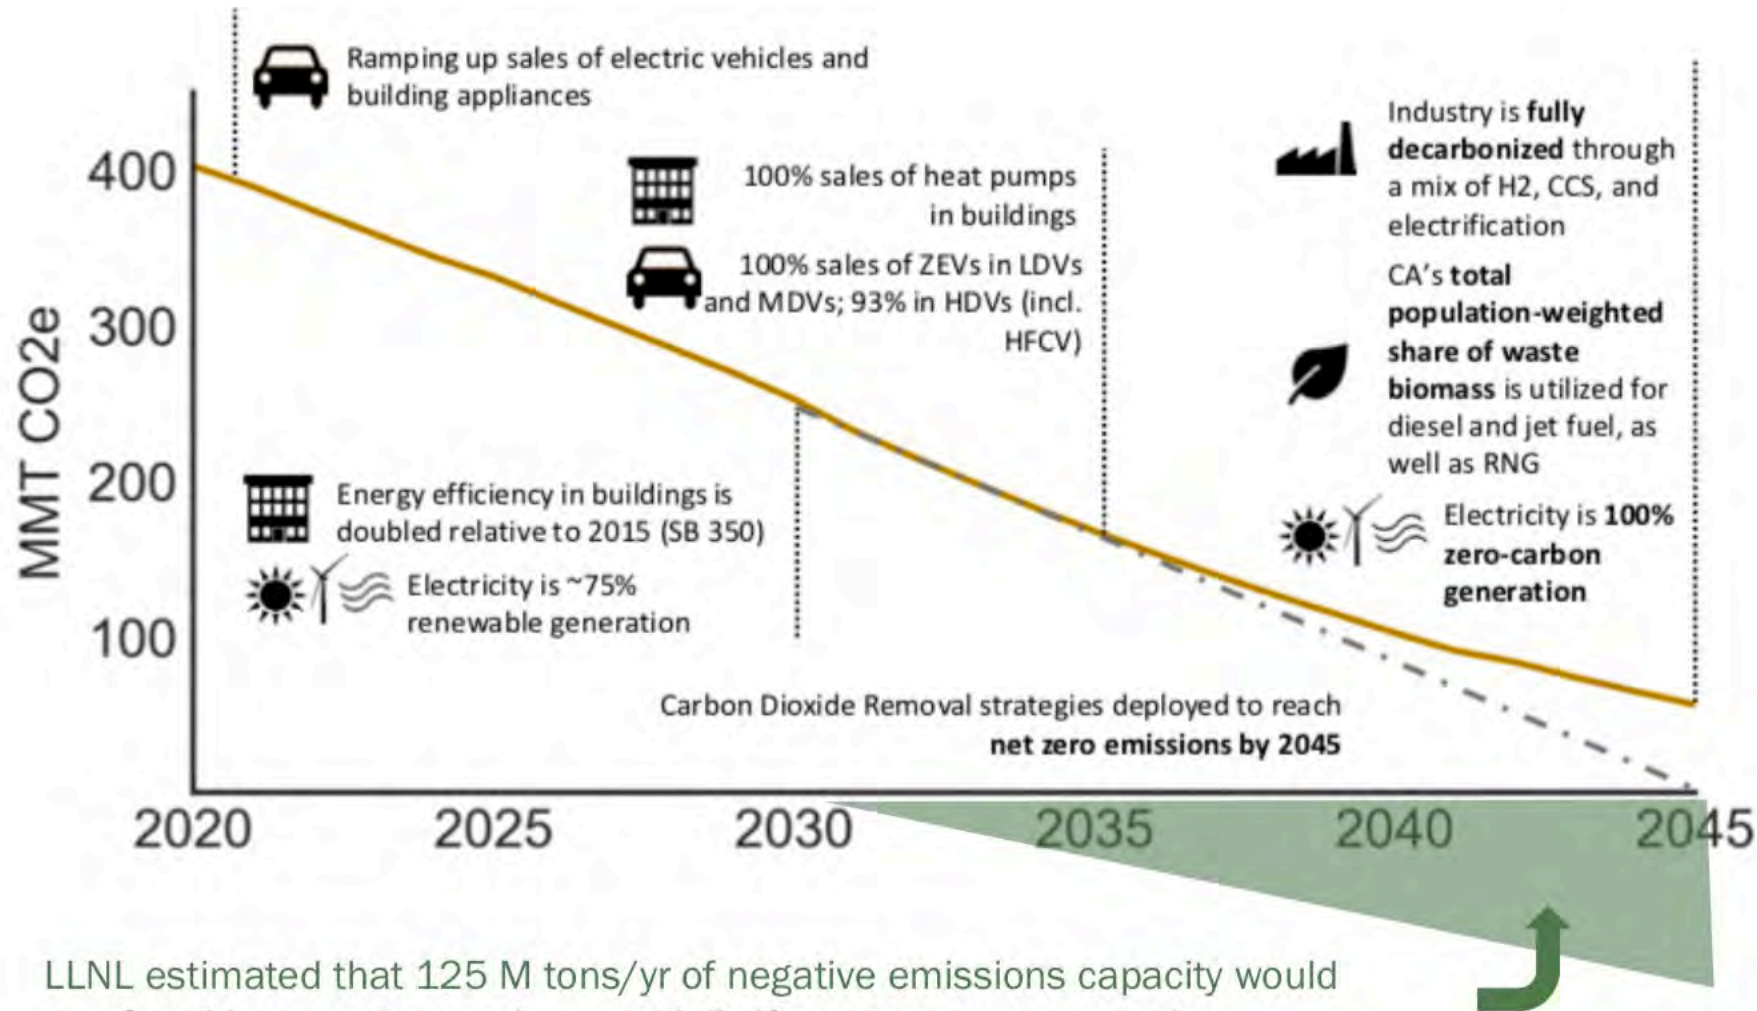 Ramping up sales of electric vehicles and
building appliances
100% sales of heat pumps
in buildings
100% sales of ZEVs in LDVs
and MDVs; 93% in HDVs (incl.
HFCV)
Industry is fully
decarbonized through
a mix of H2, CCS, and
electrification
CA's total
population-weighted
share of waste
biomass is utilized for
diesel and jet fuel, as
well as RNG
Electricity is 100%
zero-carbon
generation
Energy efficiency in buildings is
doubled relative to 2015 (SB 350)
Electricity is ~75%
renewable generation
Carbon Dioxide Removal strategies deployed to reach
net zero emissions by 2045
MMT CO2e
400
300
200
100
2020 2025 2030 2035 2040 2045
LLNL estimated that 125 M tons/yr of negative emissions capacity would